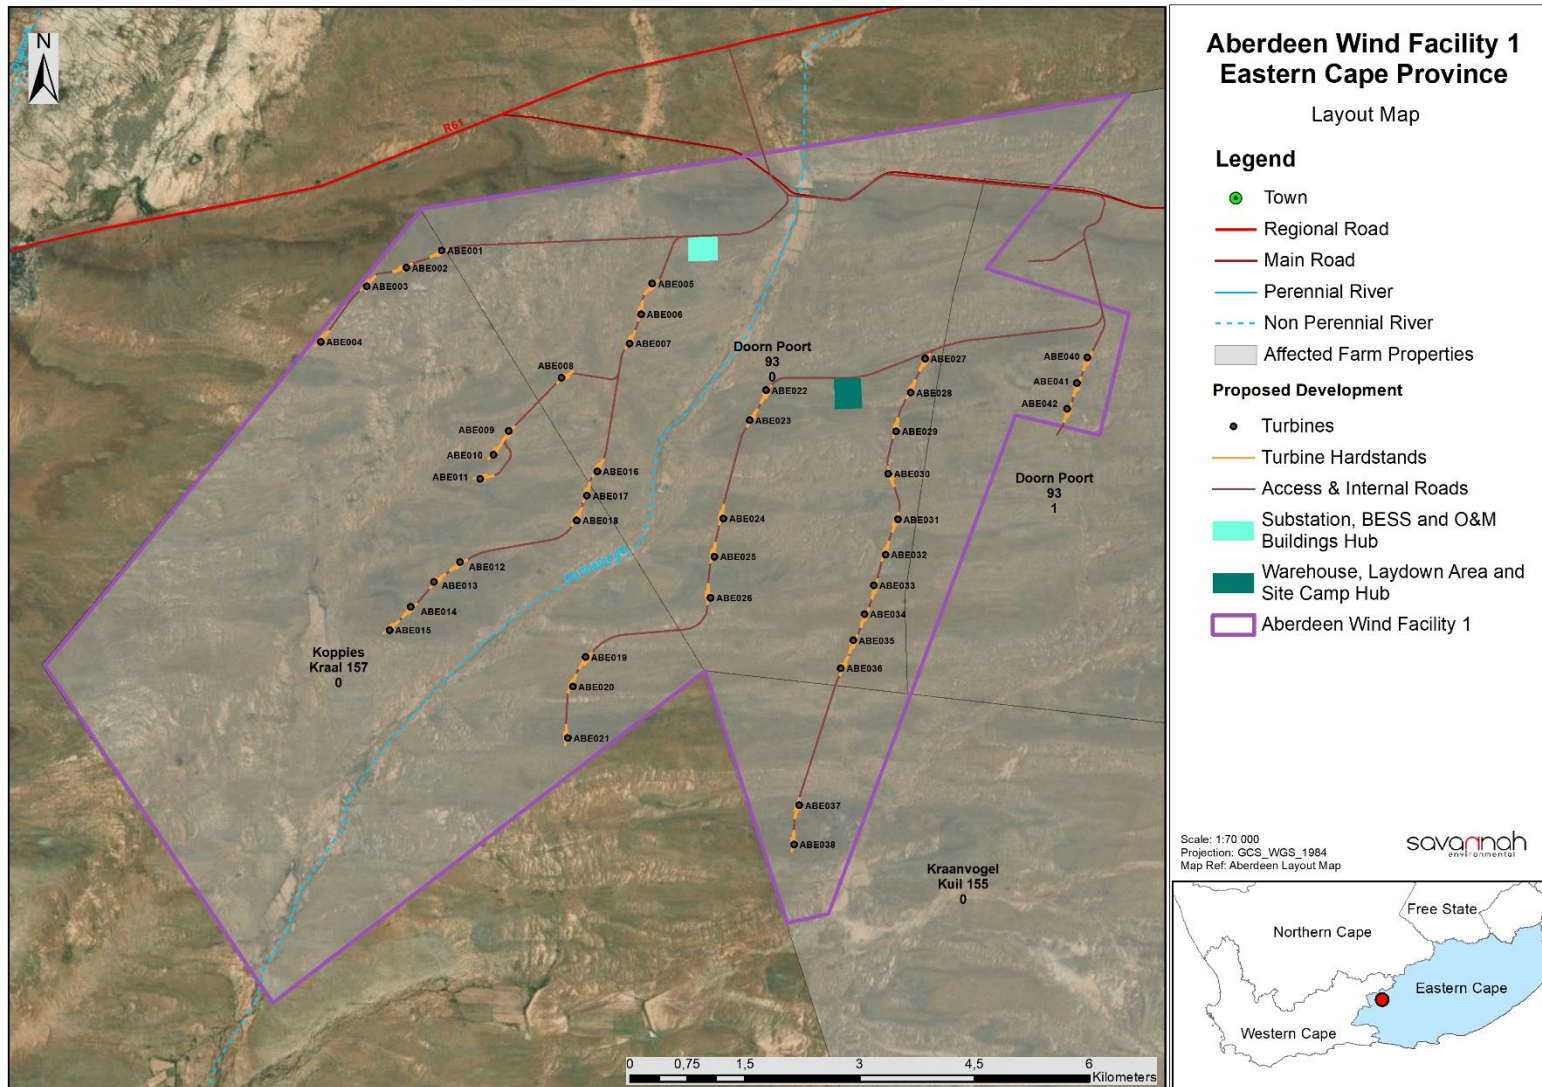 Aberdeen Wind Facility 1
Eastern Cape Province
Layout Map
Legend
Town
Regional Road
Main Road
Perennial River
Non Perennial River
Affected Farm Properties
Proposed Development
Turbines
Turbine Hardstands
Access & Internal Roads
Substation, BESS and O&M
Buildings Hub
Warehouse, Laydown Area and
Site Camp Hub
Aberdeen Wind Facility 1
Scale: 1:70 000
Projection: GCS_WGS_1984
Map Ref: Aberdeen Layout Map
savannah
environmental
Free State
Northern Cape
Eastern Cape
Western Cape
N
R61
ABE001
ABE002
ABE003
ABE004
ABE005
ABE006
ABE007
ABE008
ABE009
ABE010
ABE011
ABE016
ABE017
ABE018
ABE012
ABE013
ABE014
ABE015
Doorn Poort
93
0
ABE022
ABE023
ABE024
ABE025
ABE026
ABE019
ABE020
ABE021
ABE027
ABE028
ABE029
ABE030
ABE031
ABE032
ABE033
ABE034
ABE035
ABE036
ABE037
ABE038
ABE040
ABE041
ABE042
Doorn Poort
93
1
Koppies
Kraal 157
0
Kraanvogel
Kuil 155
0
0 0,75 1,5 3 4,5 6
Kilometers